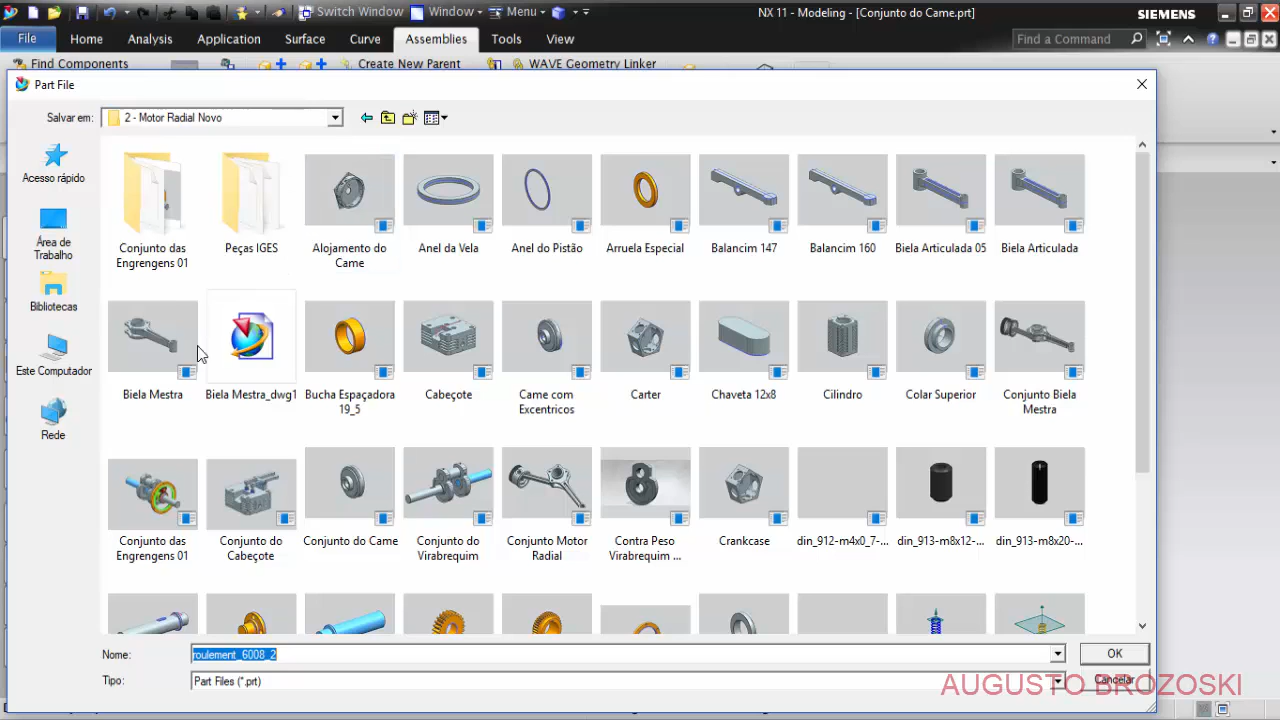 Switch Window
Window
Menu
NX 11 - Modeling - [Conjunto do Came.prt]
SIEMENS
File
Home
Analysis
Application
Surface
Curve
Assemblies
Tools
View
Find a Command
Find Components
Create New Parent
WAVE Geometry Linker
Part File
Salvar em:
2 - Motor Radial Novo
Acesso rápido
Área de
Trabalho
Bibliotecas
Este Computador
Rede
Conjunto das
Engrengens 01
Peças IGES
Alojamento do
Came
Anel da Vela
Anel do Pistão
Arruela Especial
Balancim 147
Balancim 160
Biela Articulada 05
Biela Articulada
Biela Mestra
Biela Mestra_dwg1
Bucha Espaçadora
19_5
Cabeçote
Came com
Excentricos
Carter
Chaveta 12x8
Cilindro
Colar Superior
Conjunto Biela
Mestra
Conjunto das
Engrengens 01
Conjunto do
Cabeçote
Conjunto do Came
Conjunto do
Virabrequim
Conjunto Motor
Radial
Contra Peso
Virabrequim ...
Crankcase
din_912-m4x0_7-...
din_913-m8x12-...
din_913-m8x20-...
Nome:
roulement_6008_2
OK
Tipo:
Part Files (*.prt)
Cancelar
AUGUSTO BROZOSKI